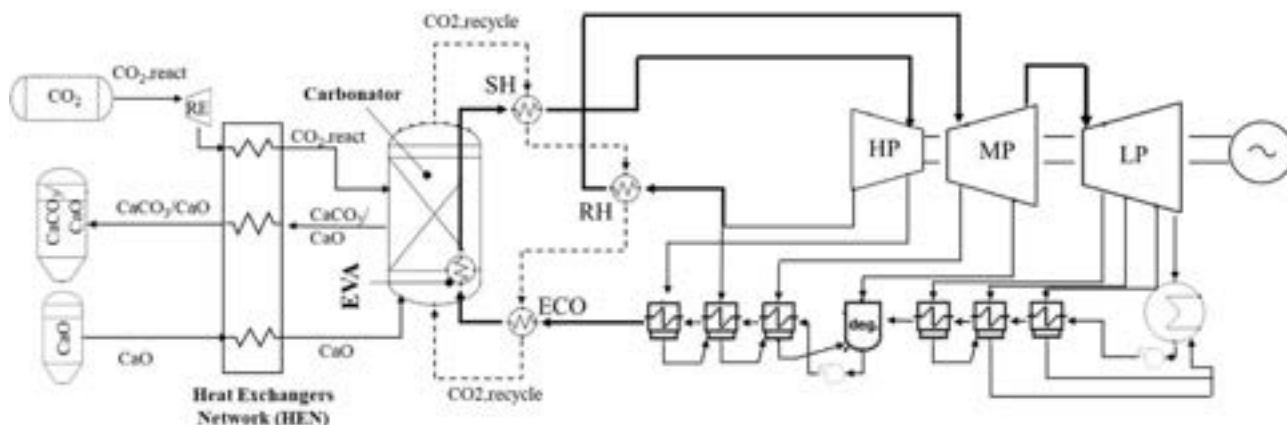 CO2,recycle
CO2,react
CO2
RE
SH
Carbonator
CO2,react
HP
MP
LP
CaCO3/
CaO
CaCO3/CaO
CaCO3/
CaO
RH
EVA
ECO
deg.
CaO
CaO
CaO
CO2,recycle
Heat Exchangers
Network (HEN)